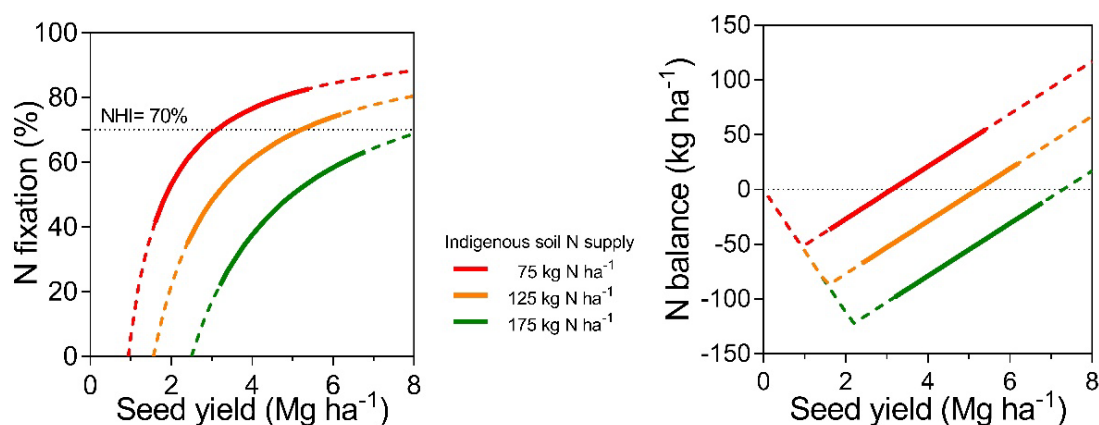 100
80
60
40
20
0
N fixation (%)
NHI= 70%
0 2 4 6 8
Seed yield (Mg ha⁻¹)
Indigenous soil N supply
75 kg N ha⁻¹
125 kg N ha⁻¹
175 kg N ha⁻¹
150
100
50
0
-50
-100
-150
N balance (kg ha⁻¹)
0 2 4 6 8
Seed yield (Mg ha⁻¹)